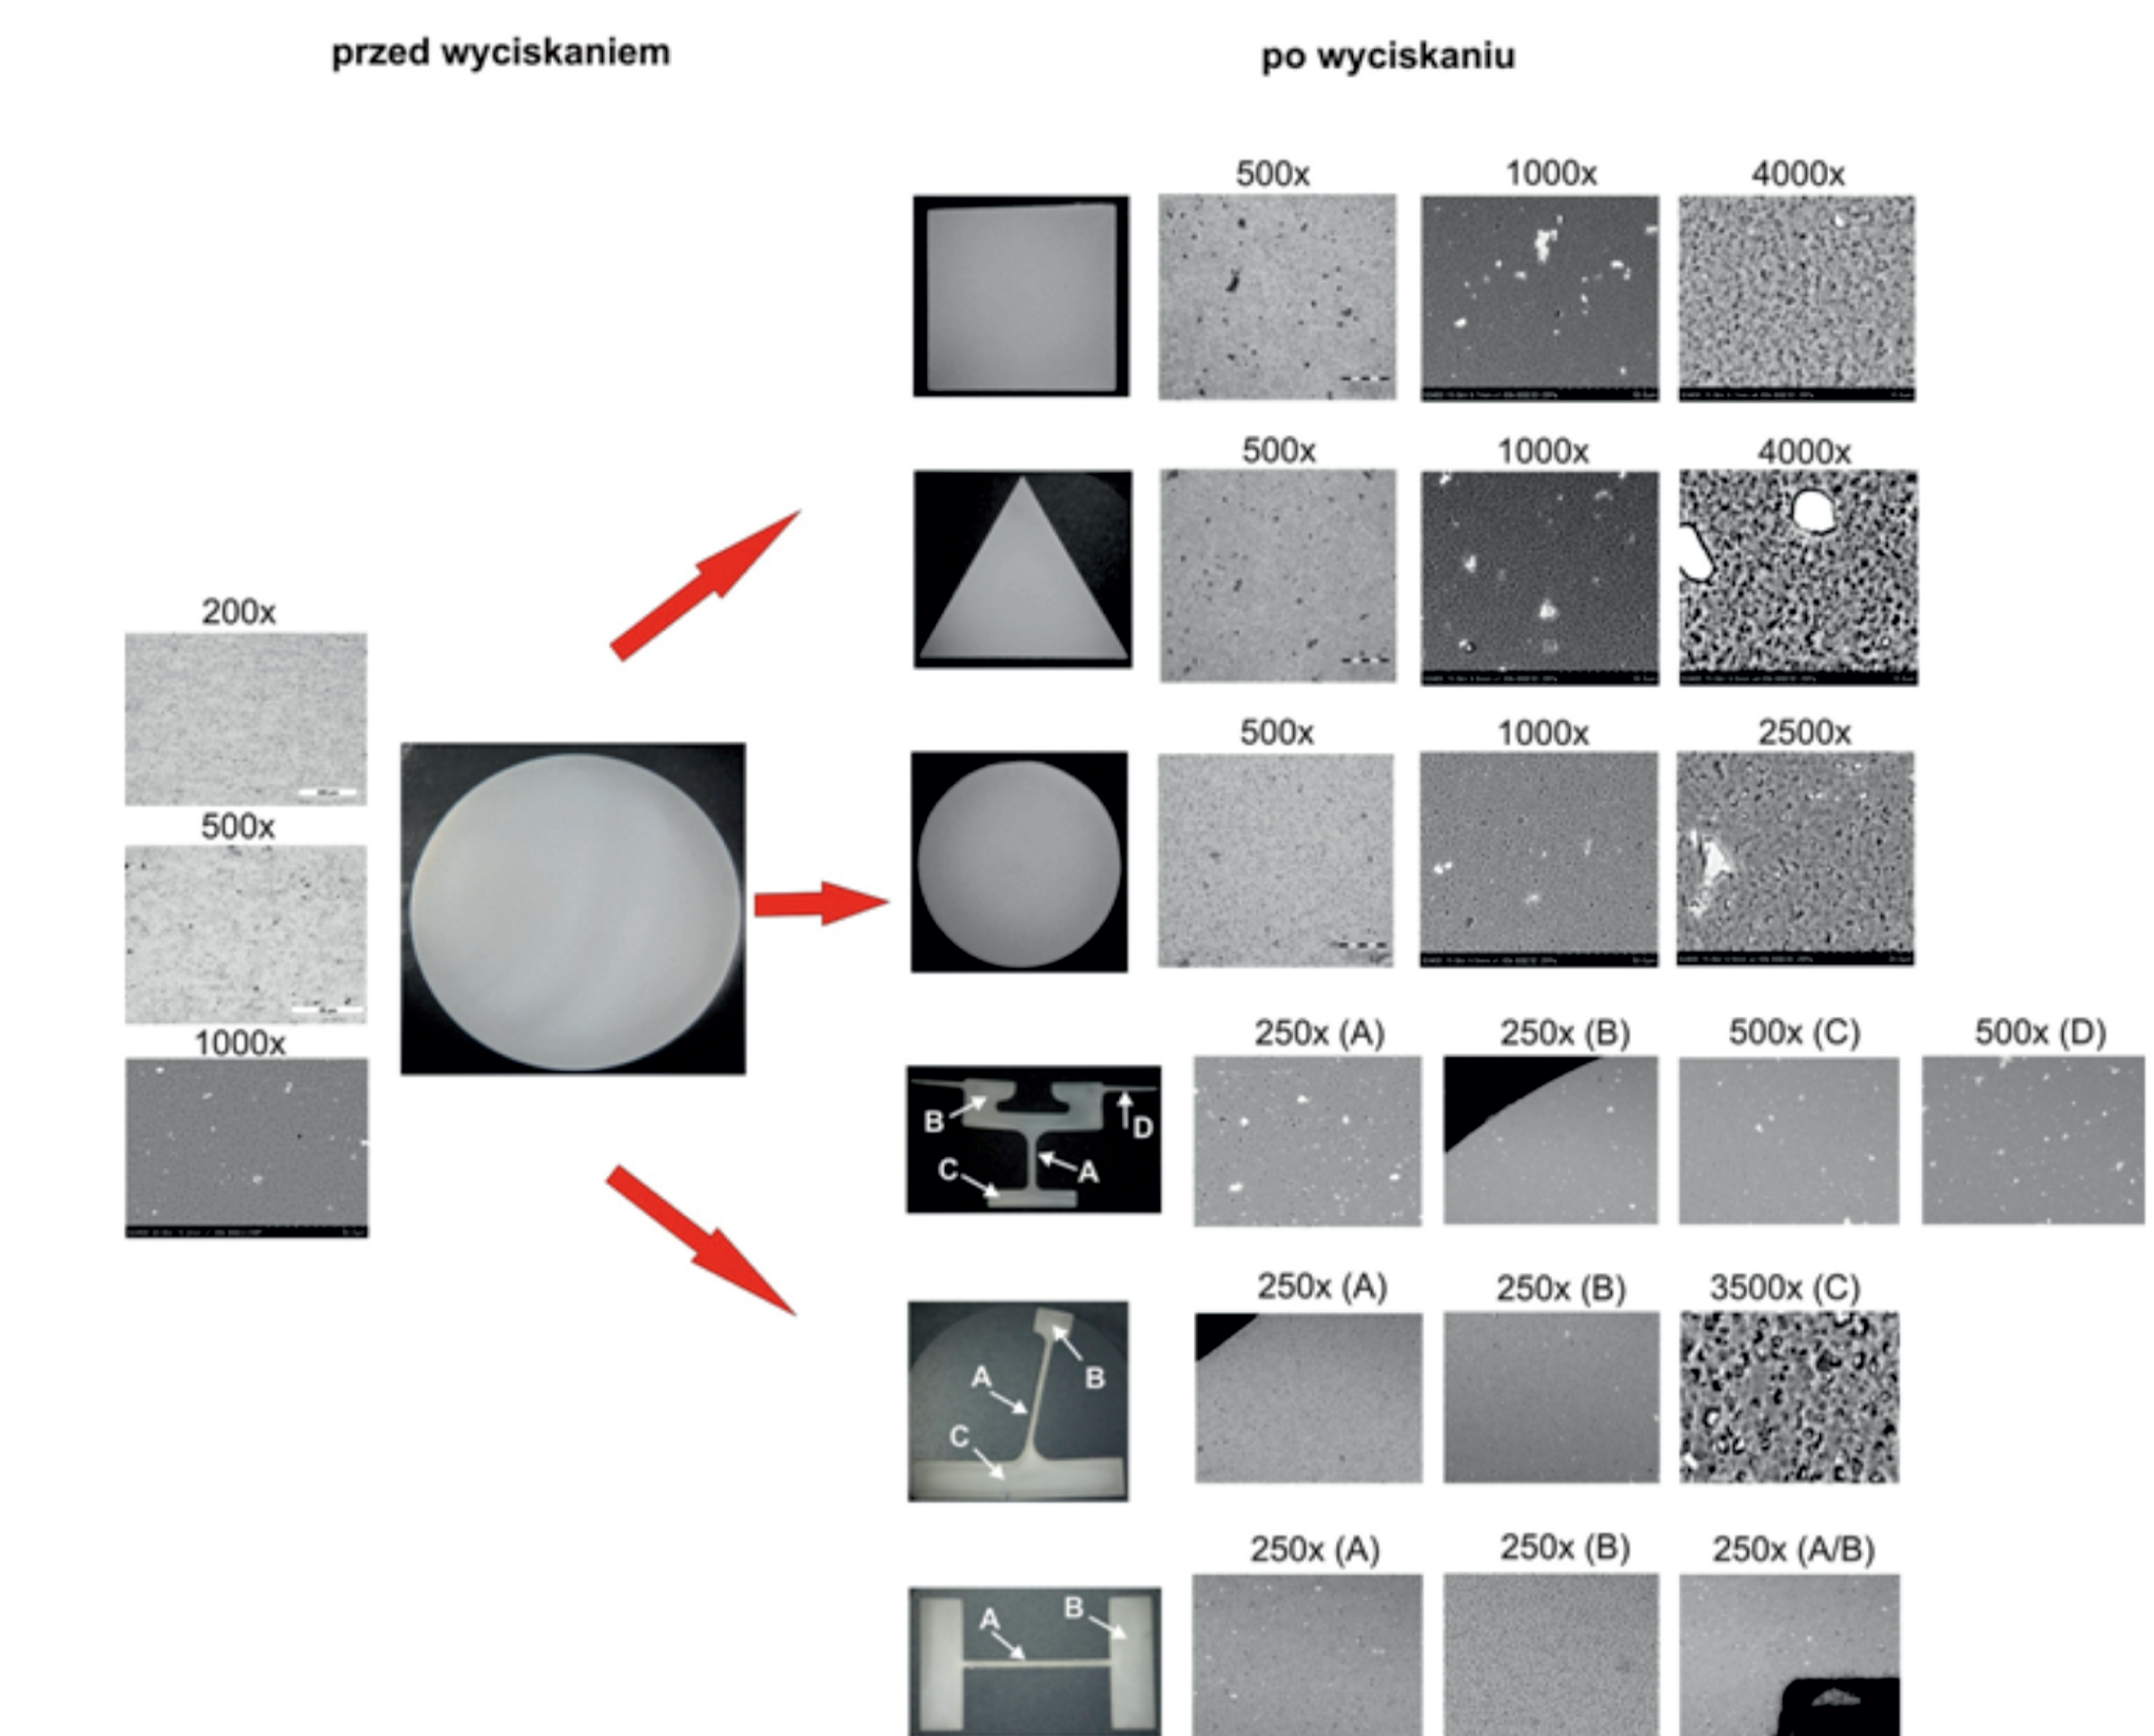 przed wyciskaniem
po wyciskaniu
500x
1000x
4000x
500x
1000x
4000x
500x
1000x
2500x
200x
500x
1000x
250x (A)
250x (B)
500x (C)
500x (D)
B
D
C
A
250x (A)
250x (B)
3500x (C)
A
B
C
250x (A)
250x (B)
250x (A/B)
A
B